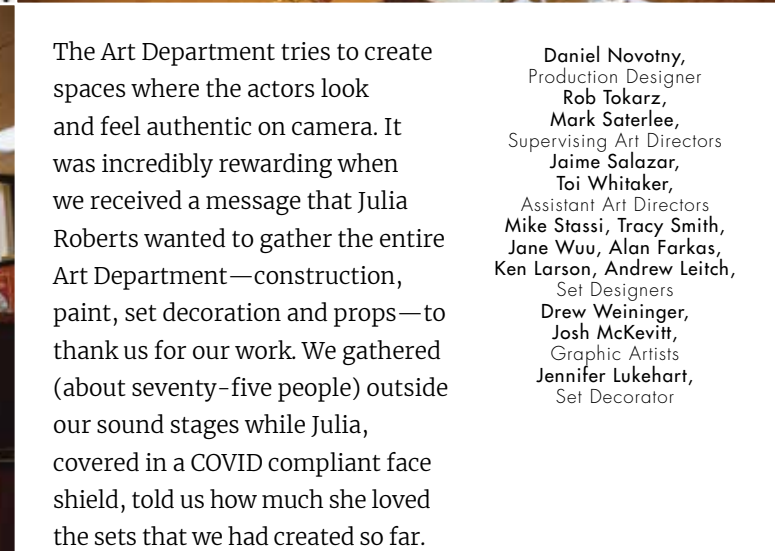 The Art Department tries to create
spaces where the actors look
and feel authentic on camera. It
was incredibly rewarding when
we received a message that Julia
Roberts wanted to gather the entire
Art Department—construction,
paint, set decoration and props—to
thank us for our work. We gathered
(about seventy-five people) outside
our sound stages while Julia,
covered in a COVID compliant face
shield, told us how much she loved
the sets that we had created so far.
Daniel Novotny,
Production Designer
Rob Tokarz,
Mark Saterlee,
Supervising Art Directors
Jaime Salazar,
Toi Whitaker,
Assistant Art Directors
Mike Stassi, Tracy Smith,
Jane Wuu, Alan Farkas,
Ken Larson, Andrew Leitch,
Set Designers
Drew Weininger,
Josh McKevitt,
Graphic Artists
Jennifer Lukehart,
Set Decorator